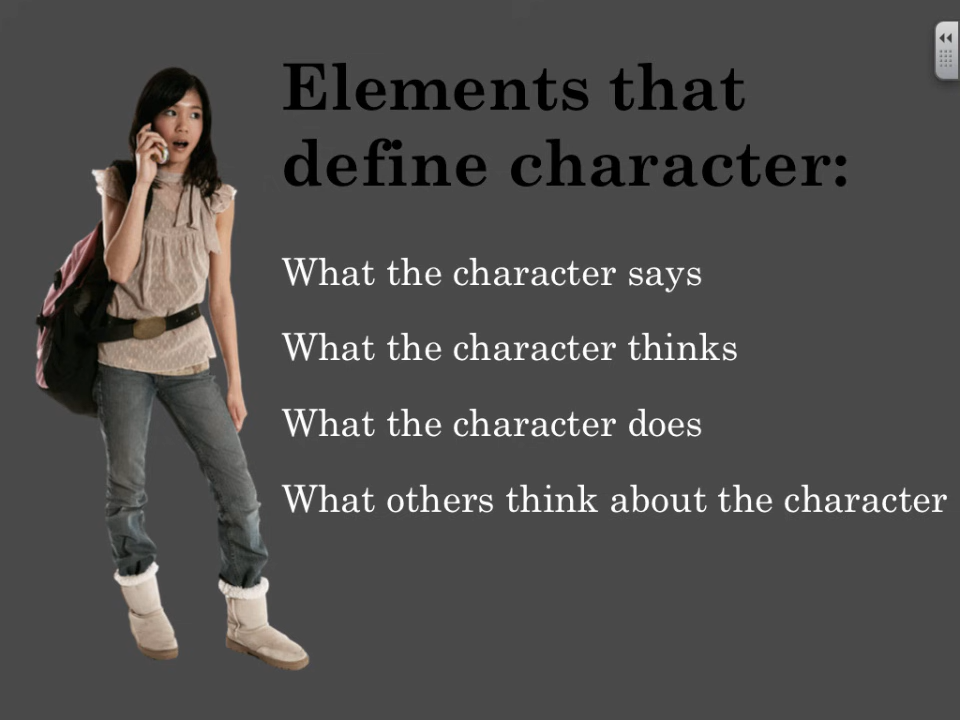 Elements that
define character:
What the character says
What the character thinks
What the character does
What others think about the character